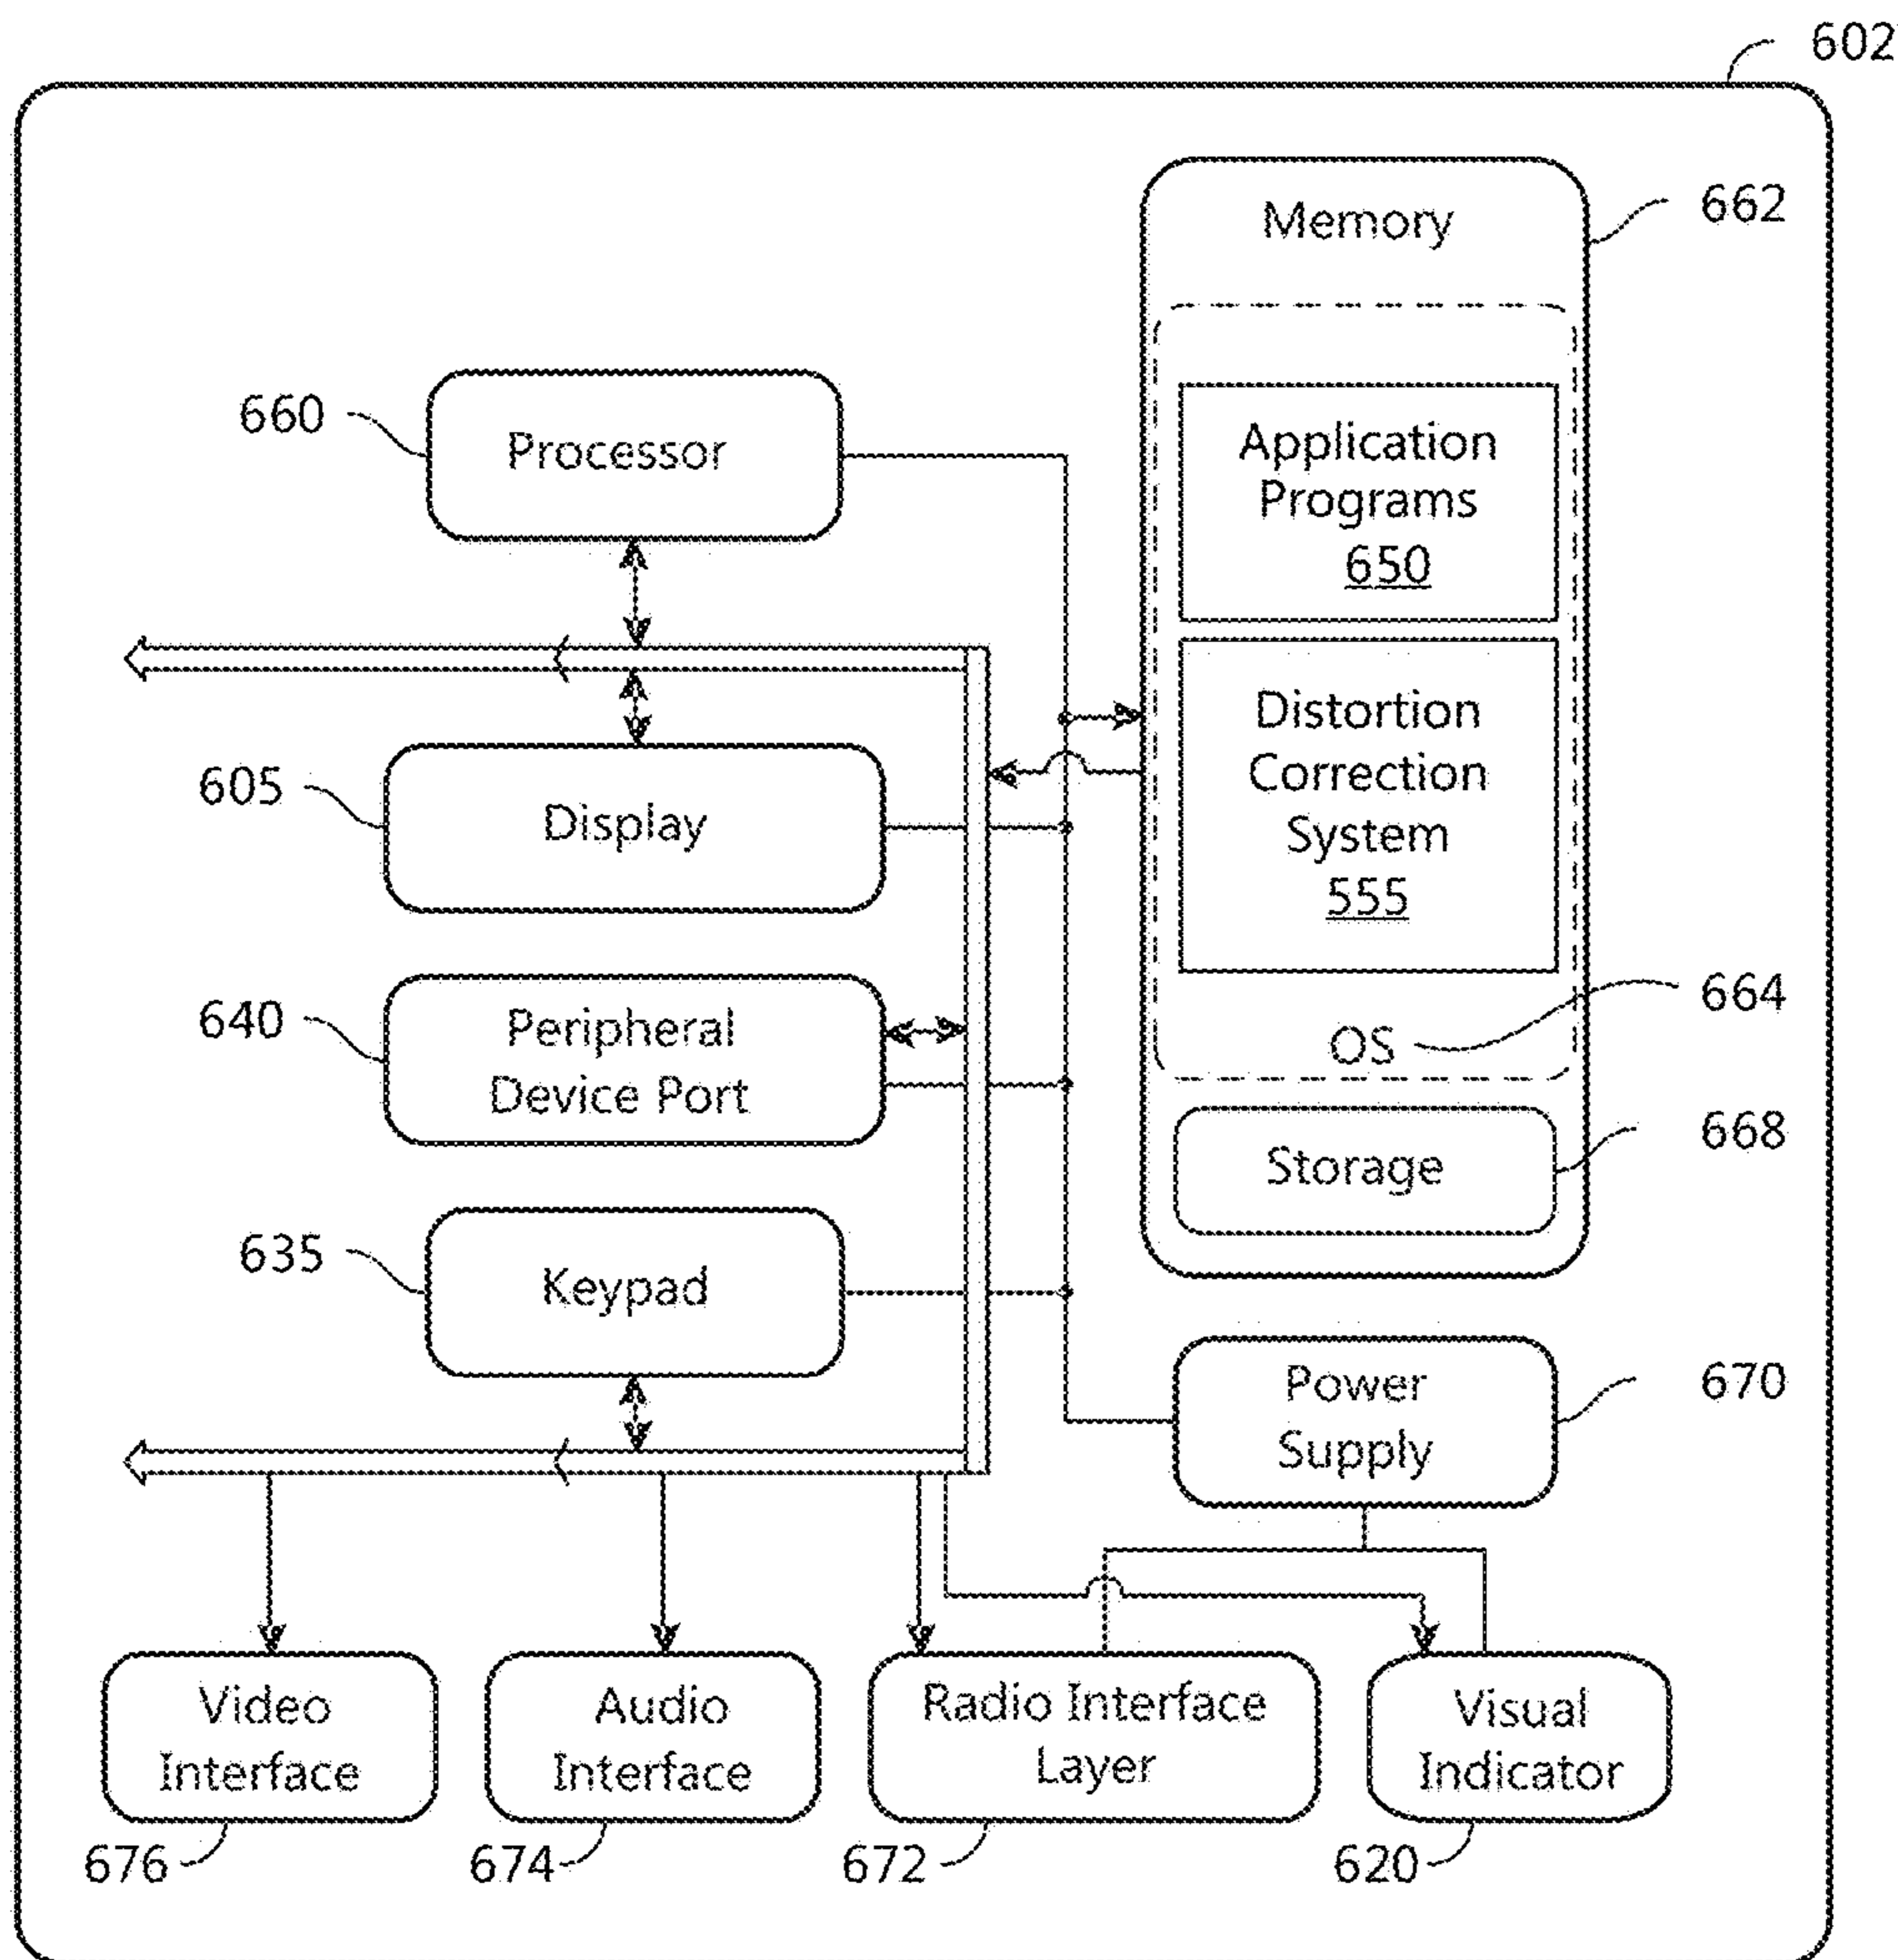 602
Memory
662
660
Processor
Application
Programs
650
Distortion
Correction
System
555
605
Display
640
Peripheral
Device Port
664
OS
668
Storage
635
Keypad
Power
Supply
670
Video
Interface
Audio
Interface
Radio Interface
Layer
Visual
Indicator
676
674
672
620